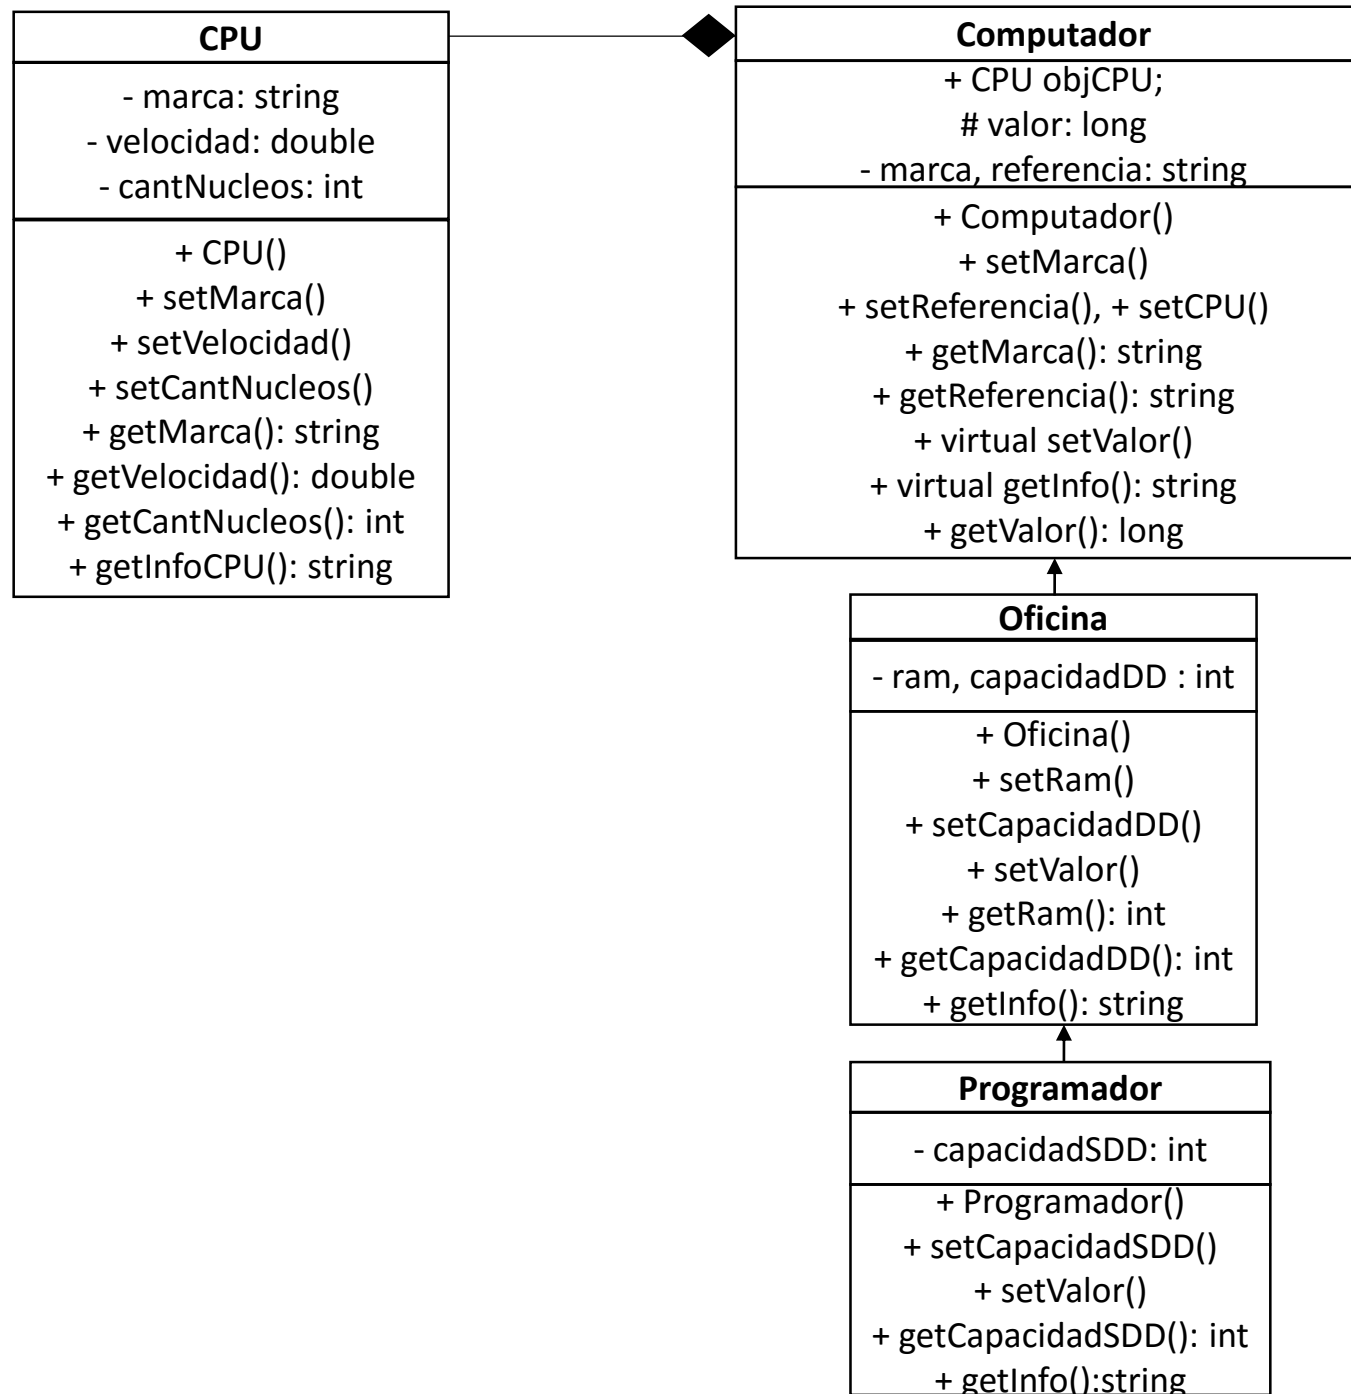 CPU
- marca: string
- velocidad: double
- cantNucleos: int
+ CPU()
+ setMarca()
+ setVelocidad()
+ setCantNucleos()
+ getMarca(): string
+ getVelocidad(): double
+ getCantNucleos(): int
+ getInfoCPU(): string
Computador
+ CPU objCPU;
# valor: long
- marca, referencia: string
+ Computador()
+ setMarca()
+ setReferencia(), + setCPU()
+ getMarca(): string
+ getReferencia(): string
+ virtual setValor()
+ virtual getInfo(): string
+ getValor(): long
Oficina
- ram, capacidadDD : int
+ Oficina()
+ setRam()
+ setCapacidadDD()
+ setValor()
+ getRam(): int
+ getCapacidadDD(): int
+ getInfo(): string
Programador
- capacidadSDD: int
+ Programador()
+ setCapacidadSDD()
+ setValor()
+ getCapacidadSDD(): int
+ getInfo():string